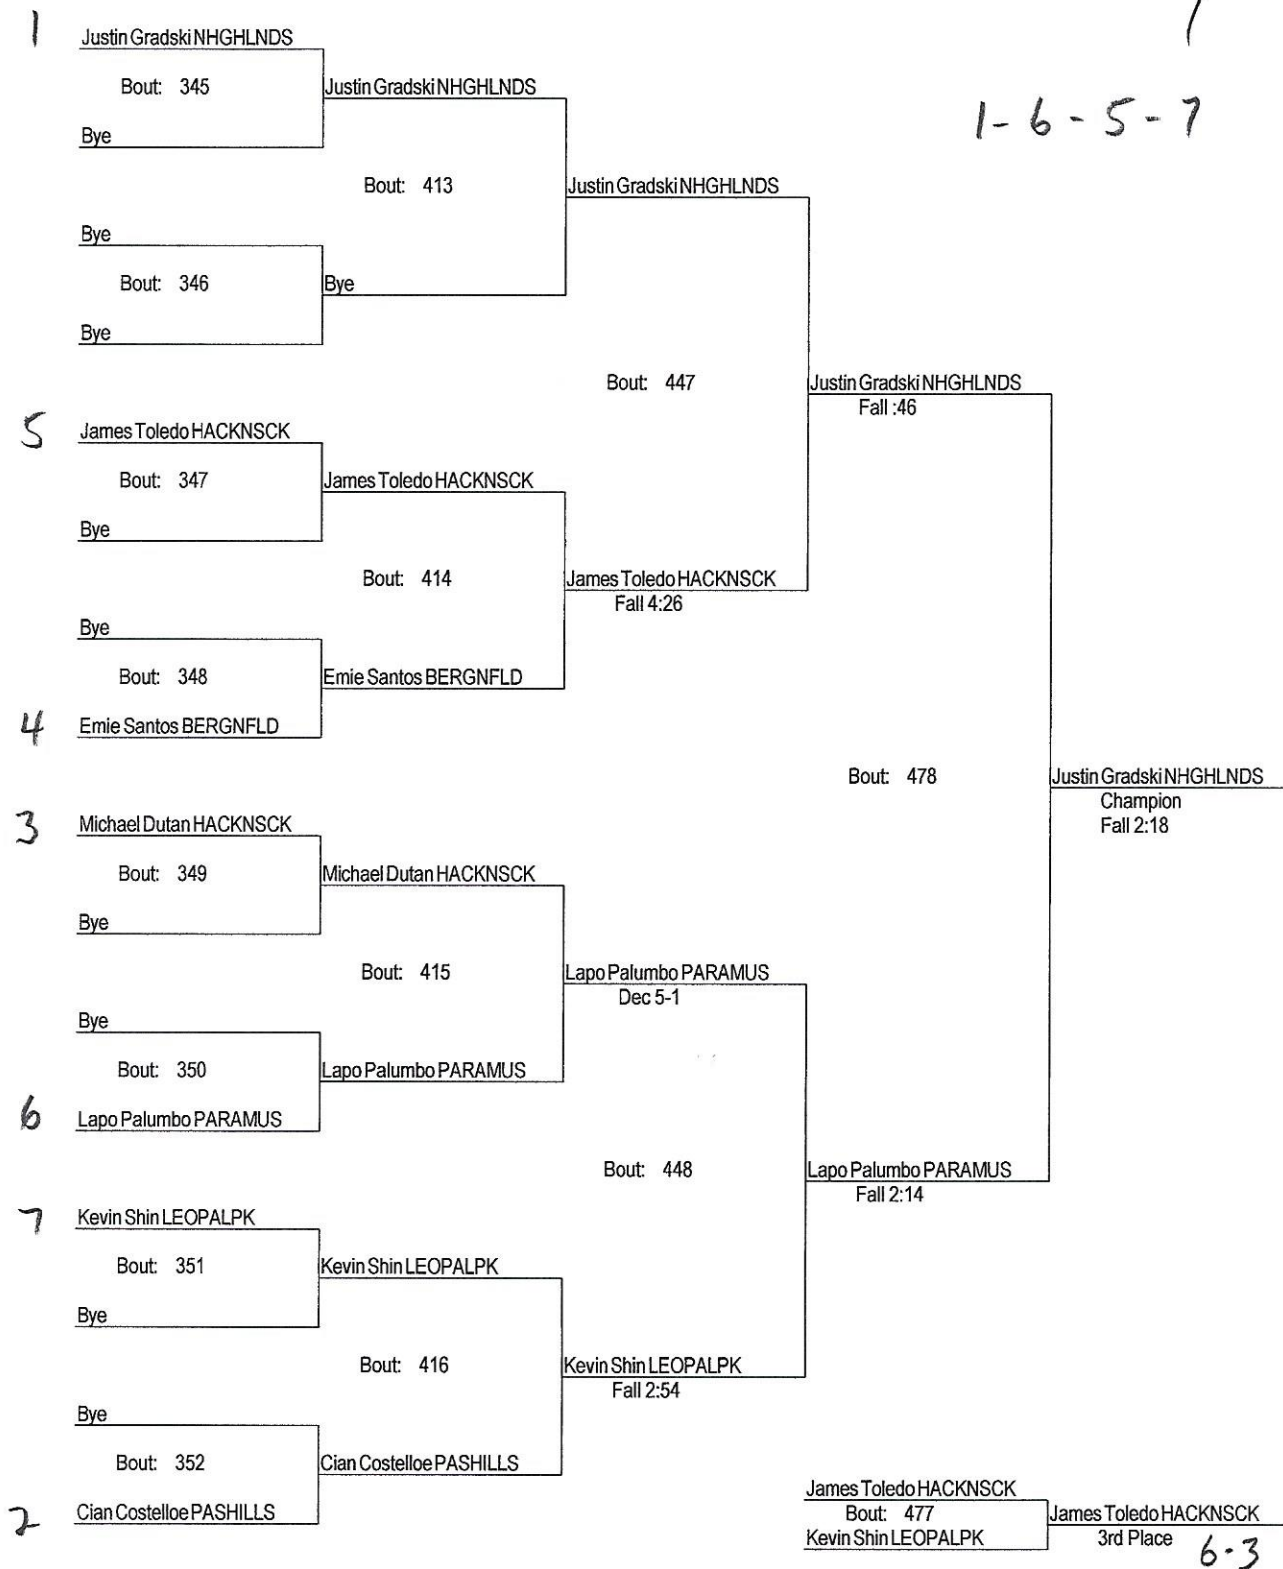 1
/
Justin Gradski NHGHLNDS
Bout: 345
Justin Gradski NHGHLNDS
Bye
1-6-5-7
Bout: 413
Justin Gradski NHGHLNDS
Bye
Bout: 346
Bye
Bye
Bout: 447
Justin Gradski NHGHLNDS
Fall :46
5
James Toledo HACKNSCK
Bout: 347
James Toledo HACKNSCK
Bye
Bout: 414
James Toledo HACKNSCK
Fall 4:26
Bye
Bout: 348
Emie Santos BERGNFLD
4
Emie Santos BERGNFLD
Bout: 478
Justin Gradski NHGHLNDS
Champion
Fall 2:18
3
Michael Dutan HACKNSCK
Bout: 349
Michael Dutan HACKNSCK
Bye
Bout: 415
Lapo Palumbo PARAMUS
Dec 5-1
Bye
Bout: 350
Lapo Palumbo PARAMUS
6
Lapo Palumbo PARAMUS
Bout: 448
Lapo Palumbo PARAMUS
Fall 2:14
7
Kevin Shin LEOPALPK
Bout: 351
Kevin Shin LEOPALPK
Bye
Bout: 416
Kevin Shin LEOPALPK
Fall 2:54
Bye
Bout: 352
Cian Costelloe PASHILLS
2
Cian Costelloe PASHILLS
James Toledo HACKNSCK
Bout: 477
Kevin Shin LEOPALPK
James Toledo HACKNSCK
3rd Place
6-3